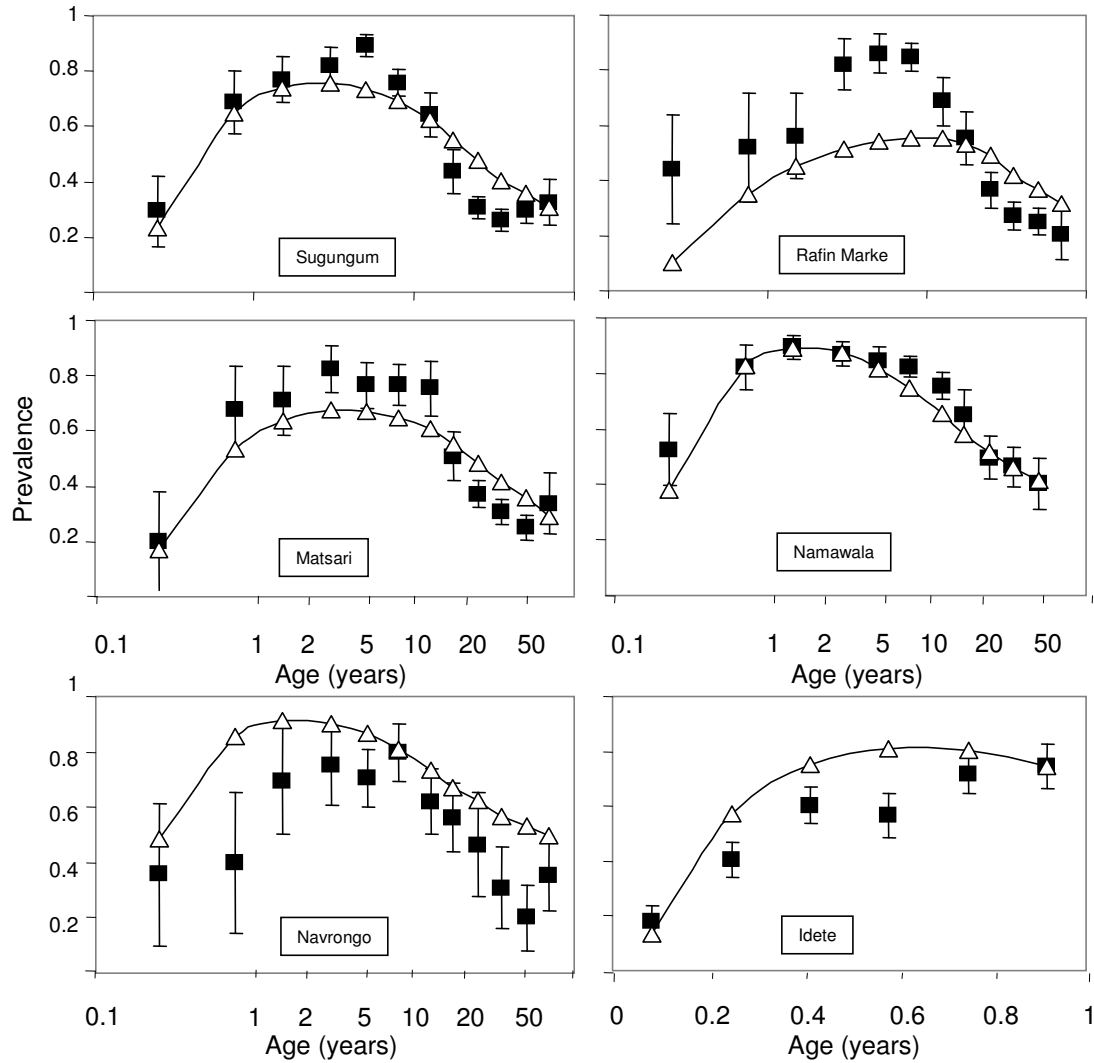 1
0.8
0.6
0.4
0.2
Sugungum
Rafin Marke
1
0.8
0.6
0.4
0.2
Prevalence
Matsari
Namawala
0.1 1 2 5 10 20 50
0.1 1 2 5 10 20 50
Age (years)
Age (years)
1
0.8
0.6
0.4
0.2
Navrongo
Idete
0.1 1 2 5 10 20 50
0 0.2 0.4 0.6 0.8 1
Age (years)
Age (years)